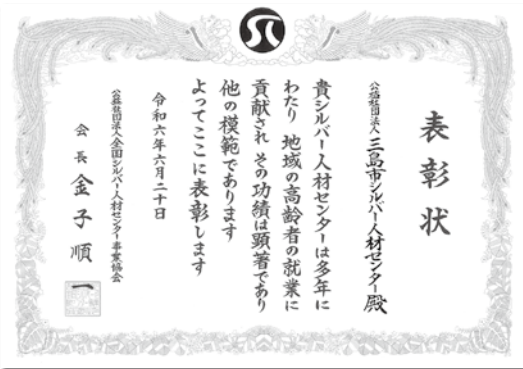 表彰状
公益社団法人 三島市シルバー人材センター殿
貴シルバー人材センターは多年に
わたり 地域の高齢者の就業に
貢献され その功績は顕著であり
他の模範であります
よってここに表彰します
令和六年六月二十日
公益社団法人全国シルバー人材センター事業協会
会長 金子順一